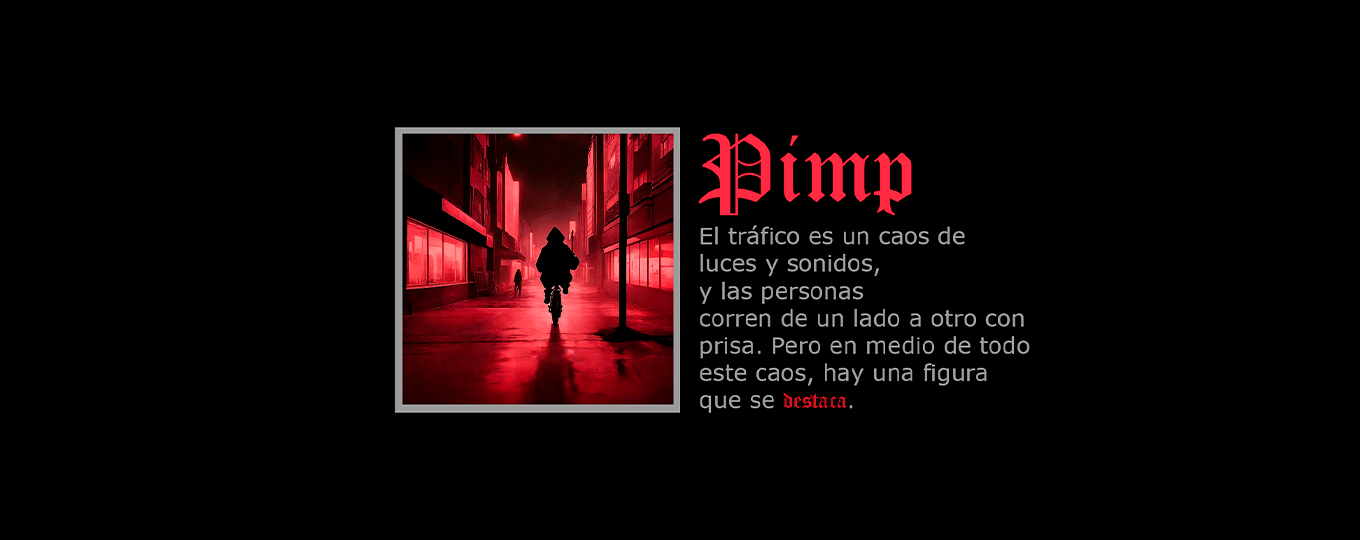 Pimp
El tráfico es un caos de
luces y sonidos,
y las personas
corren de un lado a otro con
prisa. Pero en medio de todo
este caos, hay una figura
que se destaca.